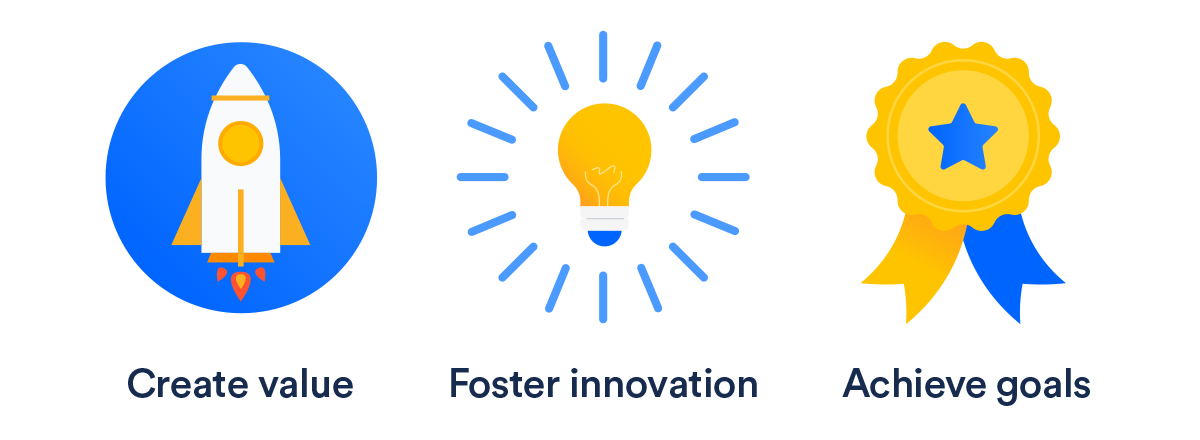 Create value
Foster innovation
Achieve goals